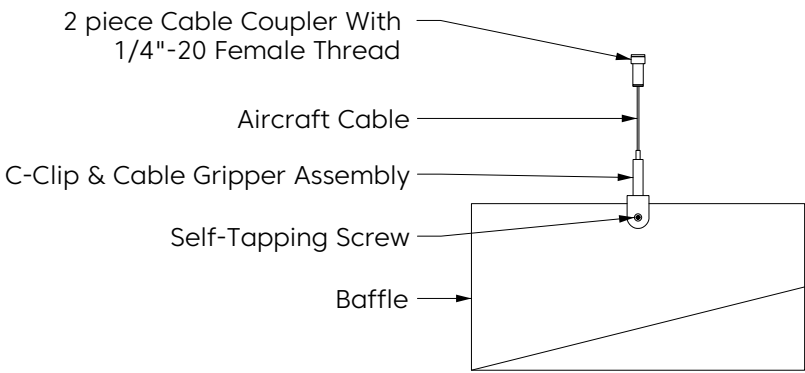 2 piece Cable Coupler With
1/4"-20 Female Thread
Aircraft Cable
C-Clip & Cable Gripper Assembly
Self-Tapping Screw
Baffle